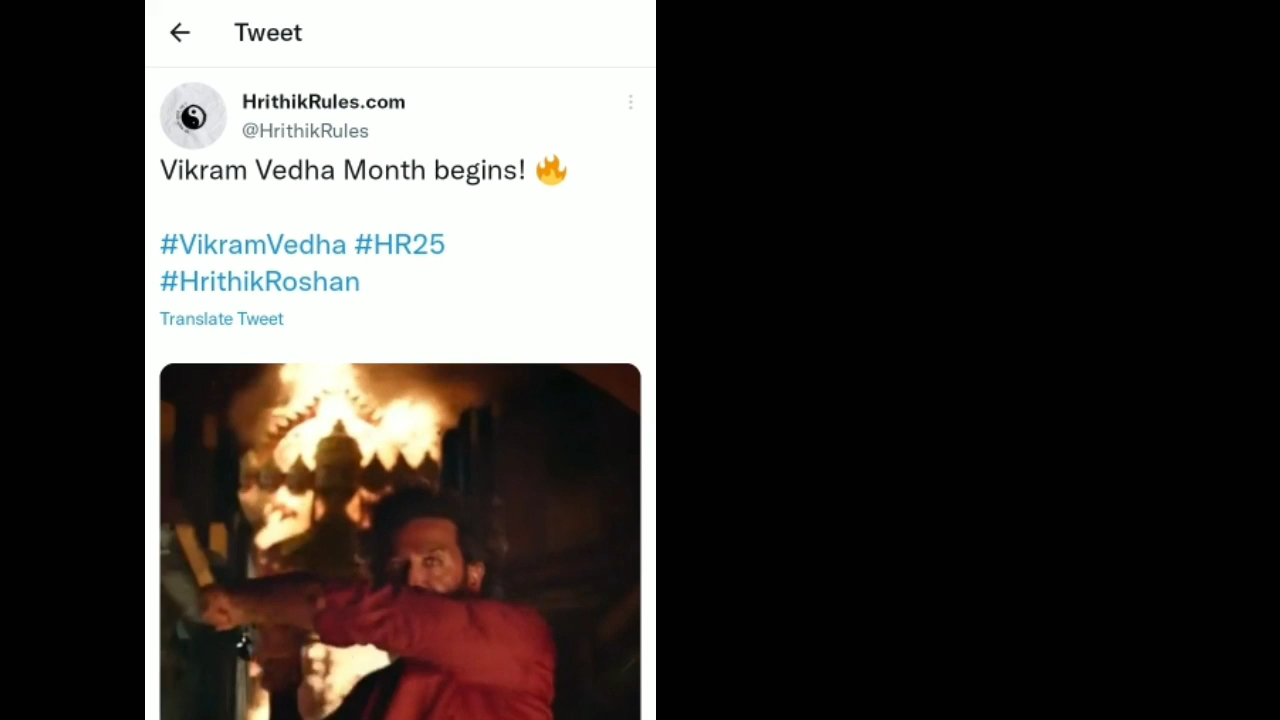 Tweet
HrithikRules.com
@HrithikRules
Vikram Vedha Month begins! 🔥
#VikramVedha #HR25
#HrithikRoshan
Translate Tweet